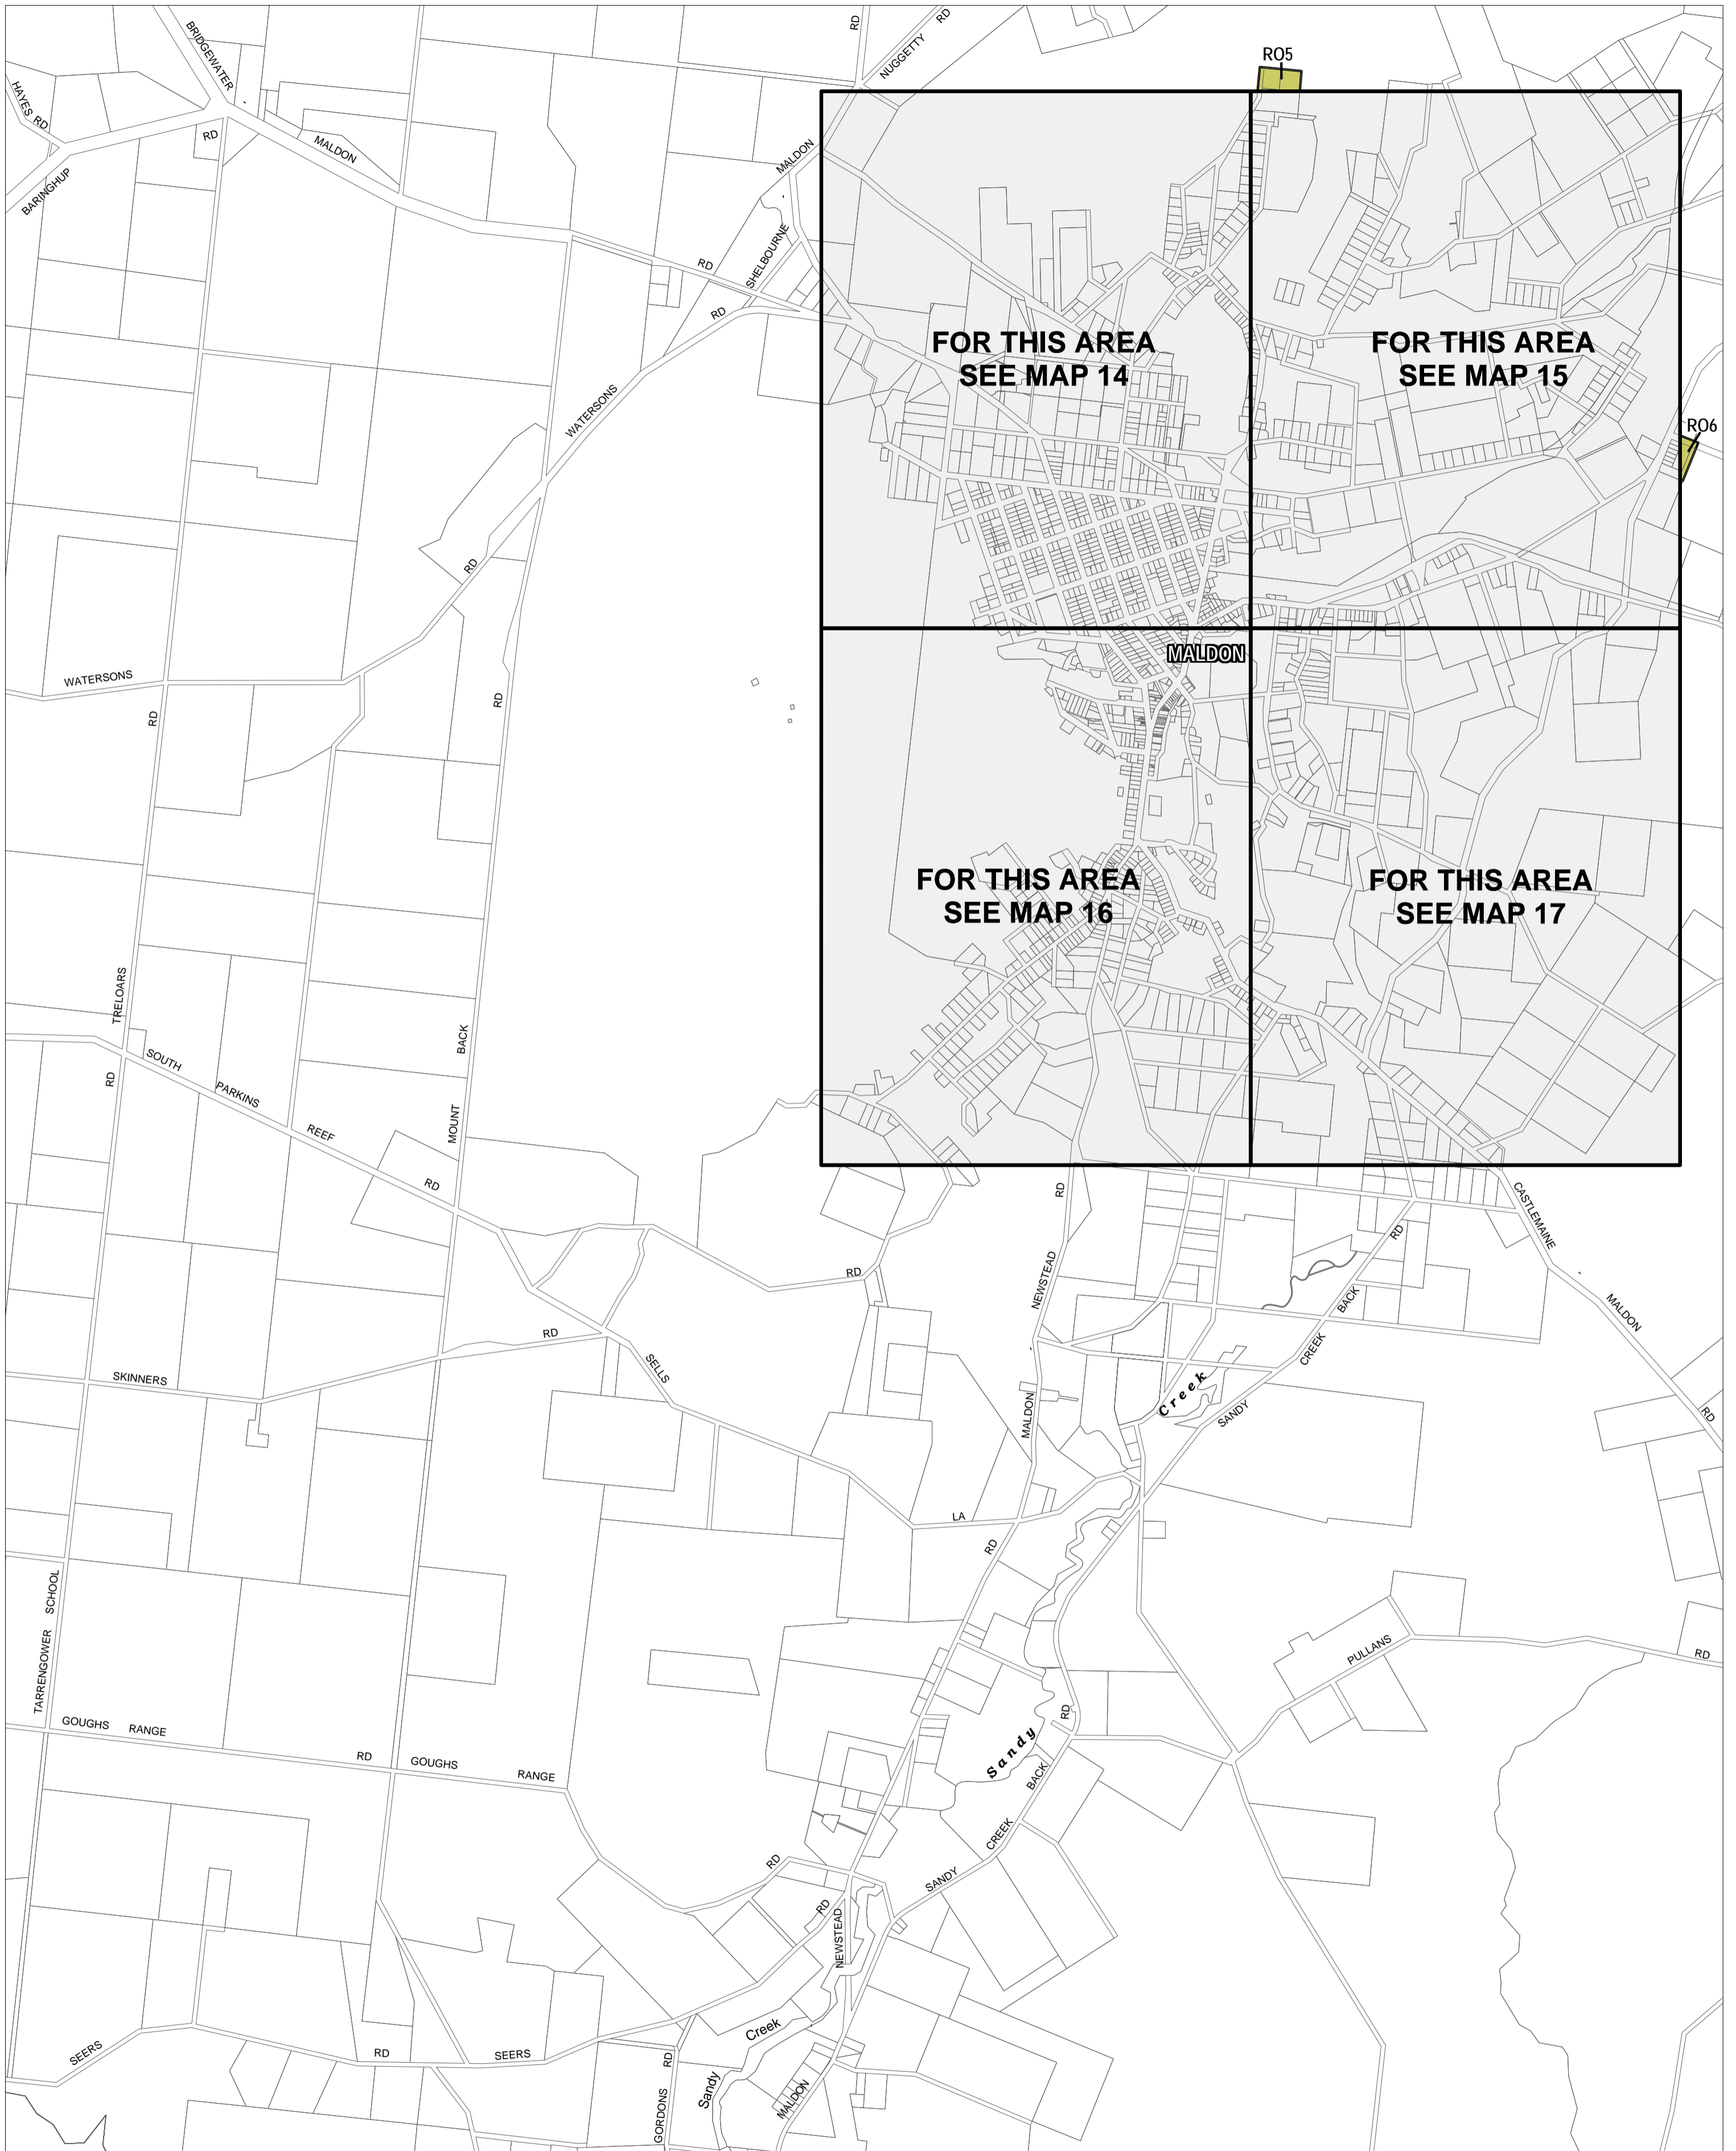 RO5
RD
NUGGETTY
RD
BRIDGEWATER
HAYES
RD
RD
MALDON
BARINGHUP
MALDON
SHELBOURNE
RD
RD
WATERSONS
RD
FOR THIS AREA
SEE MAP 14
FOR THIS AREA
SEE MAP 15
RO6
MALDON
WATERSONS
RD
RD
FOR THIS AREA
SEE MAP 16
FOR THIS AREA
SEE MAP 17
TRELOARS
RD
SOUTH
PARKINS
REEF
RD
BACK
MOUNT
RD
NEWSTEAD
MALDON
RD
RD
CASTLEMAINE
MALDON
RD
RD
BACK
CREEK
SANDY
Creek
SKINNERS
RD
SELLS
LA
RD
SCHOOL
TARRENGOWER
PULLANS
RD
GOUGHS
RANGE
RD
GOUGHS
RANGE
RD
Sandy
RD
BACK
CREEK
SANDY
RD
NEWSTEAD
SEERS
RD
SEERS
RD
GORDONS
Creek
Sandy
MALDON